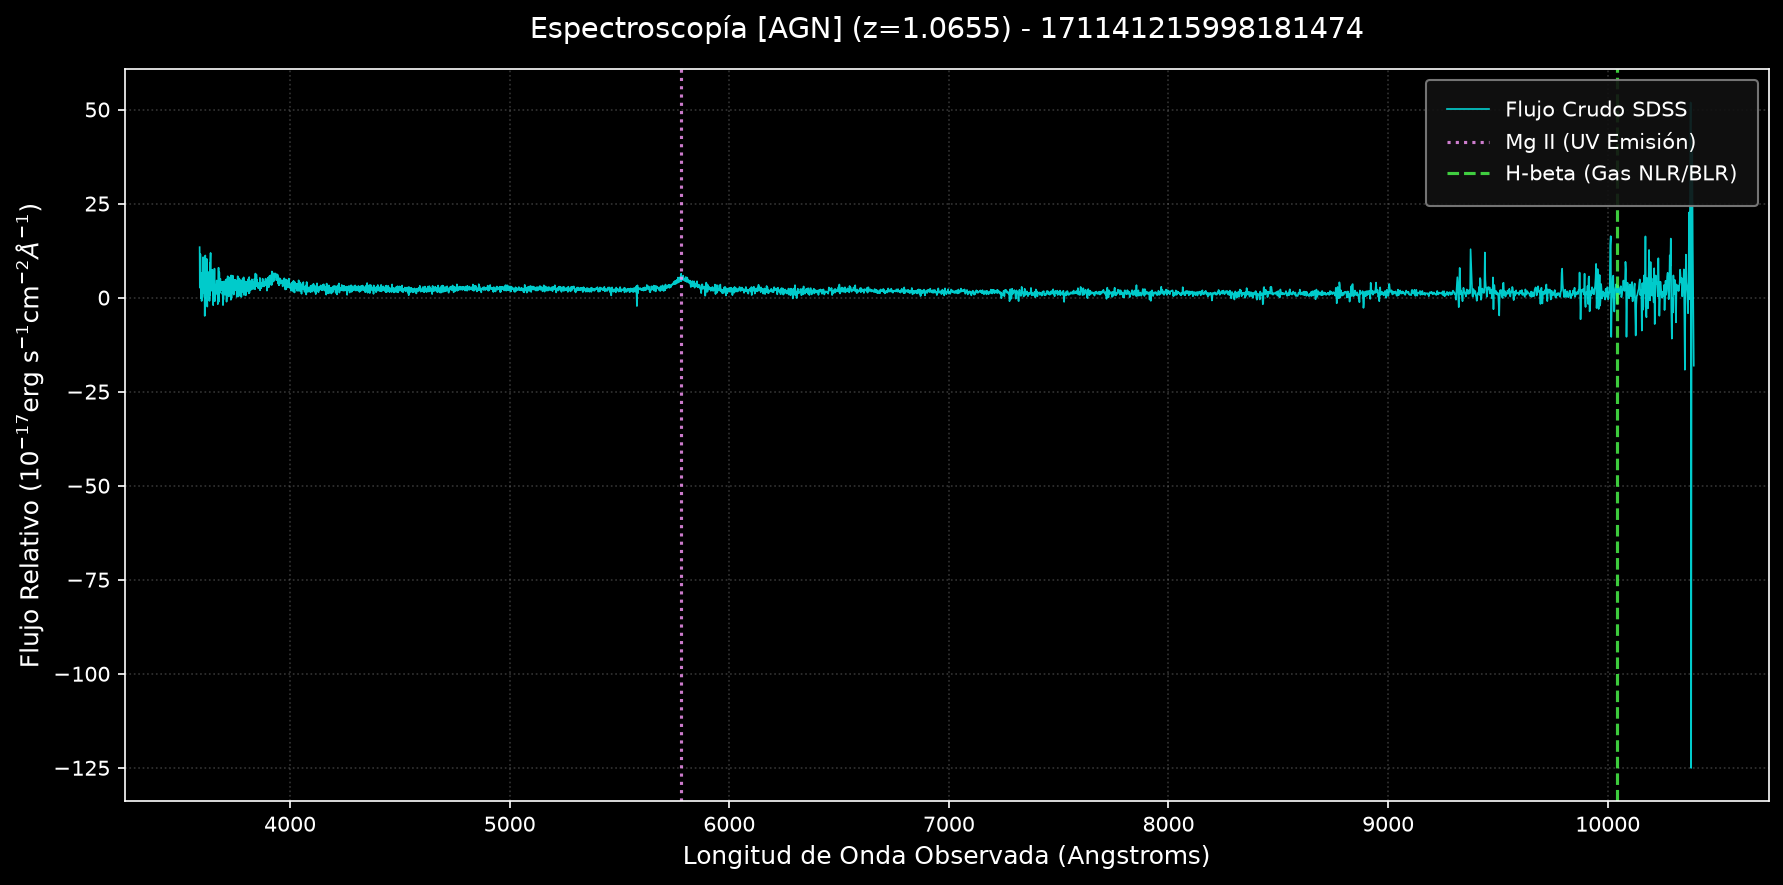 Espectroscopía [AGN] (z=1.0655) - 171141215998181474
Flujo Crudo SDSS
Mg II (UV Emisión)
H-beta (Gas NLR/BLR)
Flujo Relativo (10⁻¹⁷erg s⁻¹cm⁻²Å⁻¹)
50
25
0
−25
−50
−75
−100
−125
4000 5000 6000 7000 8000 9000 10000
Longitud de Onda Observada (Angstroms)